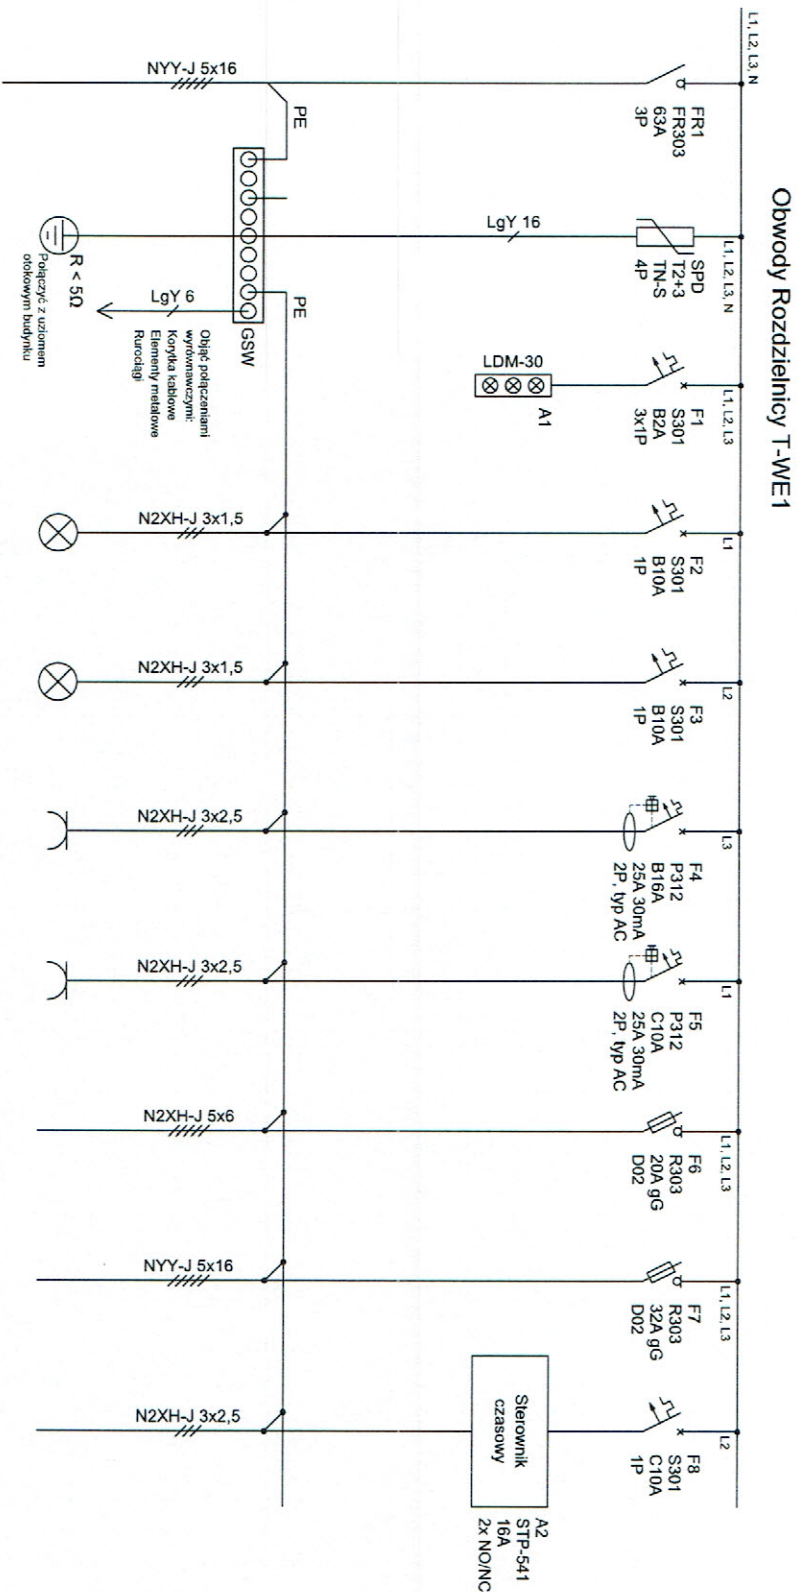 Obwody Rozdzielnicy T-WE1
L1, L2, L3, N
FR1
FR303
63A
3P
NYY-J 5x16
PE
L1, L2, L3, N
SPD
T2+3
TN-S
4P
LgY 16
R < 5Ω
Połączyć z uziomem
otokowym budynku
PE
GSW
LgY 6
Objąć połączeniami
wyrównawczymi:
Korytka kablowe
Elementy metalowe
Rurociągi
L1, L2, L3
F1
S301
B2A
3x1P
LDM-30
A1
L1
F2
S301
B10A
1P
N2XH-J 3x1,5
L2
F3
S301
B10A
1P
N2XH-J 3x1,5
L3
F4
P312
B16A
25A 30mA
2P, typ AC
N2XH-J 3x2,5
L1
F5
P312
C10A
25A 30mA
2P, typ AC
N2XH-J 3x2,5
L1, L2, L3
F6
R303
20A gG
D02
N2XH-J 5x6
L1, L2, L3
F7
R303
32A gG
D02
NYY-J 5x16
L2
F8
S301
C10A
1P
Sterownik
czasowy
A2
STP-541
16A
2x NO/NC
N2XH-J 3x2,5